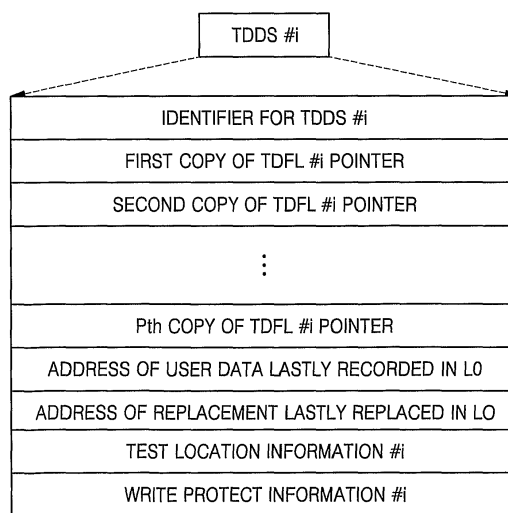 TDDS #i
IDENTIFIER FOR TDDS #i
FIRST COPY OF TDFL #i POINTER
SECOND COPY OF TDFL #i POINTER
⋮
Pth COPY OF TDFL #i POINTER
ADDRESS OF USER DATA LASTLY RECORDED IN L0
ADDRESS OF REPLACEMENT LASTLY REPLACED IN LO
TEST LOCATION INFORMATION #i
WRITE PROTECT INFORMATION #i